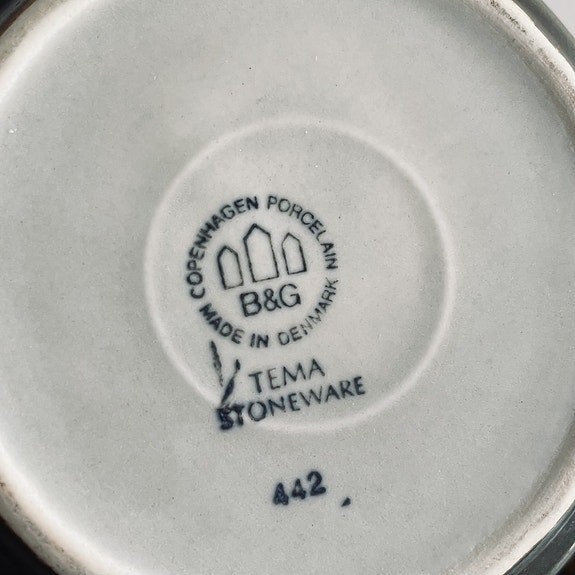 COPENHAGEN PORCELAIN
B&G
MADE IN DENMARK
TEMA
STONEWARE
442